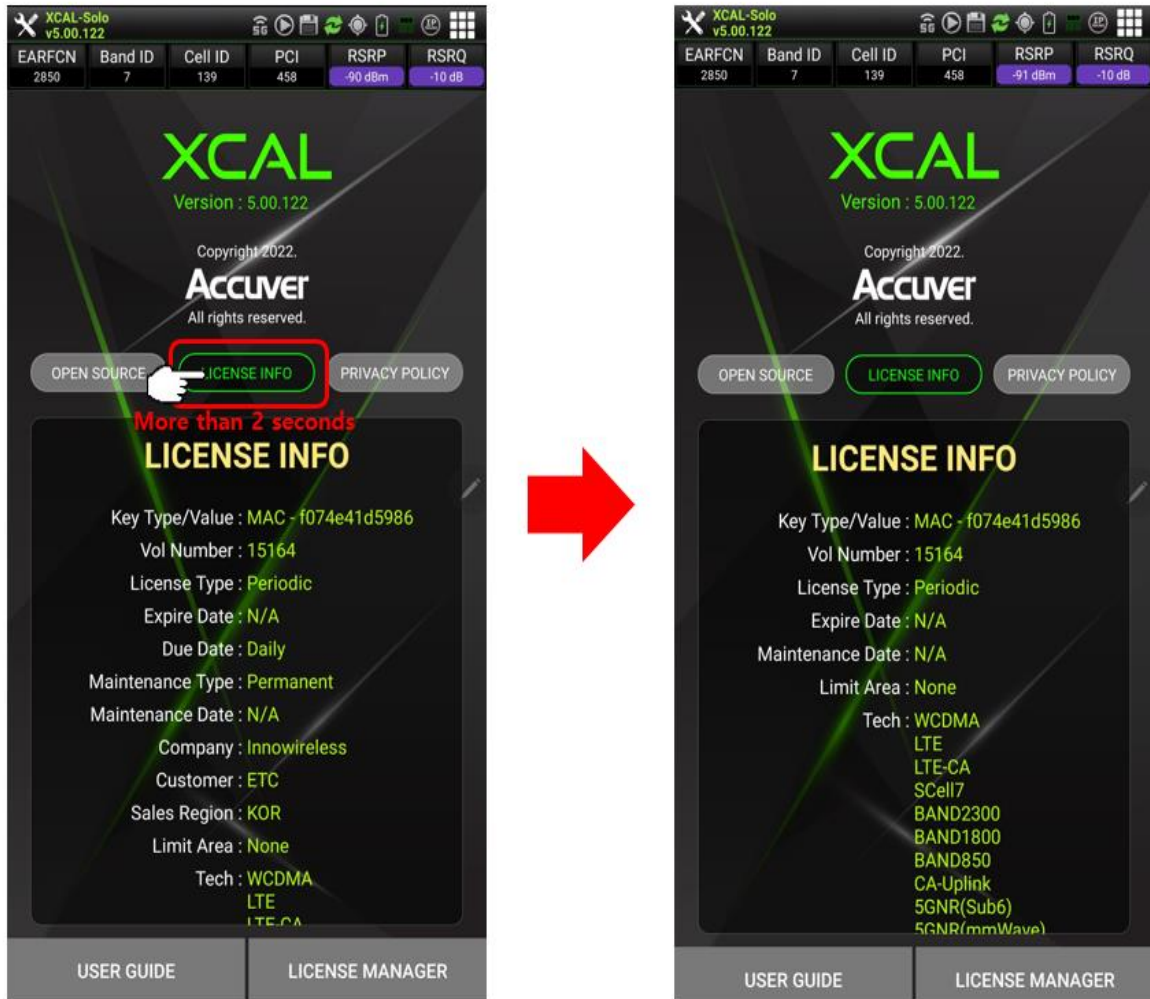 XCAL-Solo
v5.00.122
5G
IP
EARFCN Band ID Cell ID PCI RSRP RSRQ
2850 7 139 458 -90 dBm -10 dB
XCAL
Version : 5.00.122
Copyright 2022.
Accuver
All rights reserved.
OPEN SOURCE LICENSE INFO PRIVACY POLICY
More than 2 seconds
LICENSE INFO
Key Type/Value : MAC - f074e41d5986
Vol Number : 15164
License Type : Periodic
Expire Date : N/A
Due Date : Daily
Maintenance Type : Permanent
Maintenance Date : N/A
Company : Innowireless
Customer : ETC
Sales Region : KOR
Limit Area : None
Tech : WCDMA
LTE
LTE-CA
USER GUIDE LICENSE MANAGER
XCAL-Solo
v5.00.122
5G
IP
EARFCN Band ID Cell ID PCI RSRP RSRQ
2850 7 139 458 -91 dBm -10 dB
XCAL
Version : 5.00.122
Copyright 2022.
Accuver
All rights reserved.
OPEN SOURCE LICENSE INFO PRIVACY POLICY
LICENSE INFO
Key Type/Value : MAC - f074e41d5986
Vol Number : 15164
License Type : Periodic
Expire Date : N/A
Maintenance Date : N/A
Limit Area : None
Tech : WCDMA
LTE
LTE-CA
SCell7
BAND2300
BAND1800
BAND850
CA-Uplink
5GNR(Sub6)
5GNR(mmWave)
USER GUIDE LICENSE MANAGER